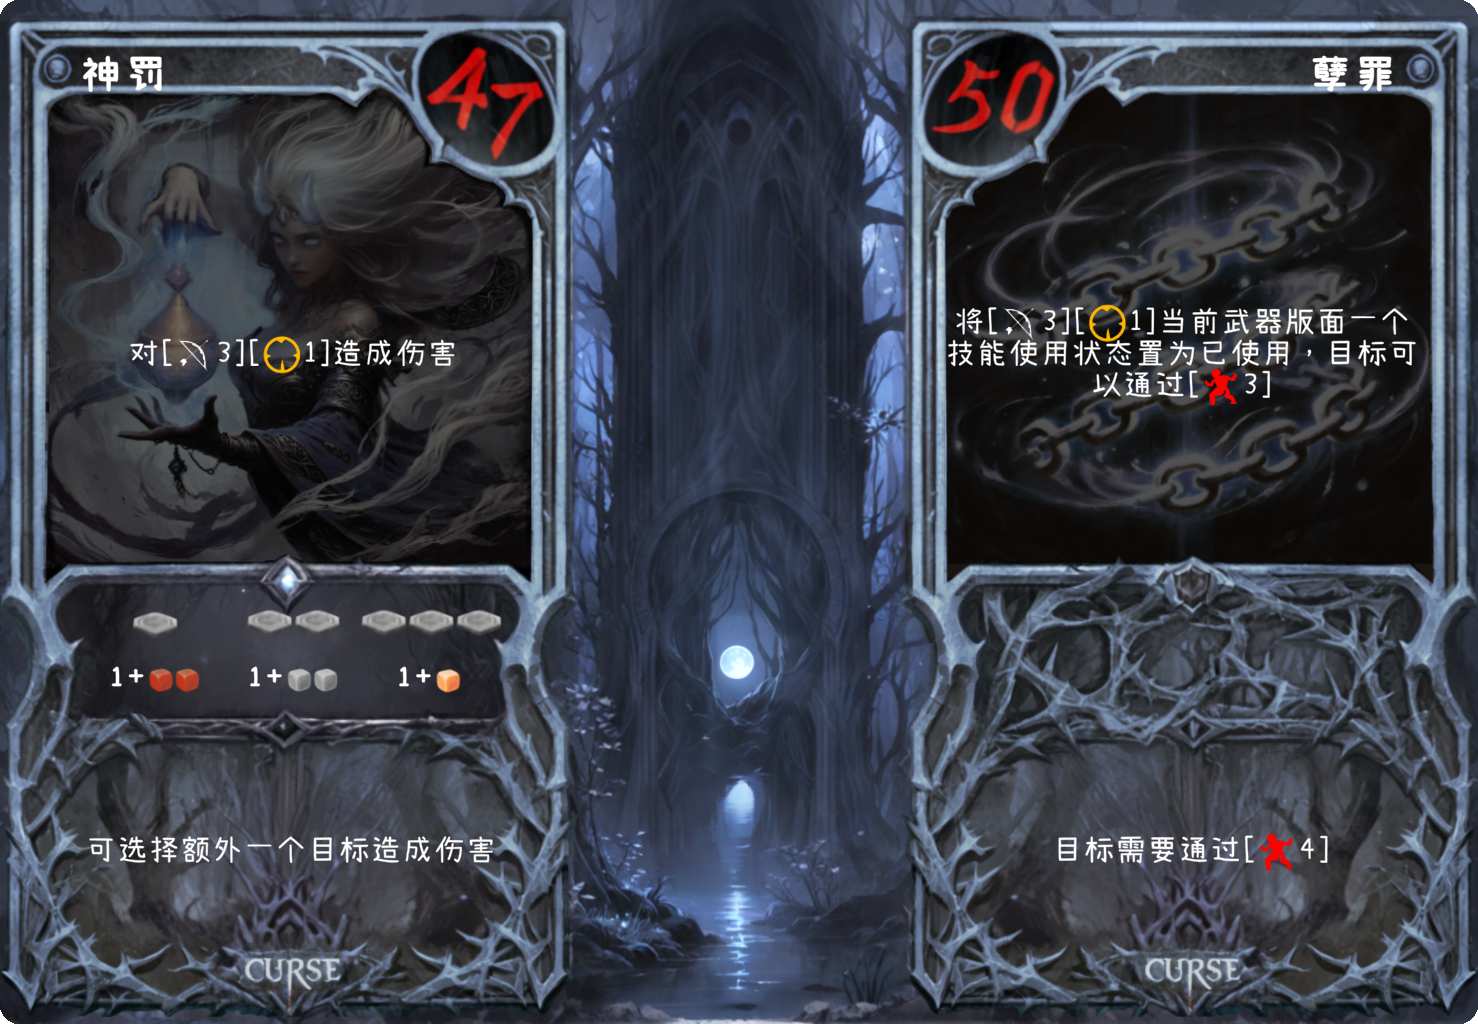 神罚
47
对[3][1]造成伤害
1+
1+
1+
可选择额外一个目标造成伤害
CURSE
50
孽罪
将[3][1]当前武器版面一个
技能使用状态置为已使用，目标可
以通过[3]
目标需要通过[4]
CURSE